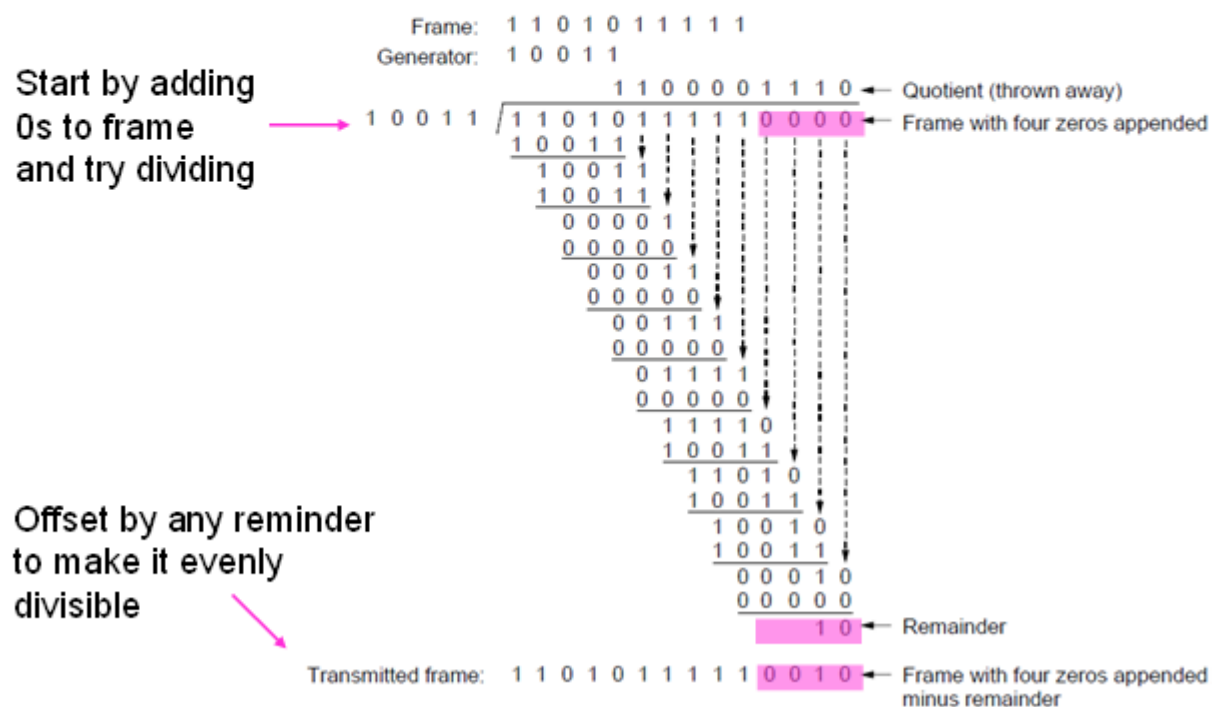 Frame: 1 1 0 1 0 1 1 1 1 1
Generator: 1 0 0 1 1
Start by adding
0s to frame
and try dividing
1 1 0 0 0 0 1 1 1 0 Quotient (thrown away)
1 0 0 1 1 1 1 0 1 0 1 1 1 1 1 0 0 0 0 Frame with four zeros appended
1 0 0 1 1
1 0 0 1 1
1 0 0 1 1
0 0 0 0 1
0 0 0 0 0
0 0 0 1 1
0 0 0 0 0
0 0 1 1 1
0 0 0 0 0
0 1 1 1 1
0 0 0 0 0
1 1 1 1 0
1 0 0 1 1
1 1 0 1 0
1 0 0 1 1
1 0 0 1 0
1 0 0 1 1
0 0 0 1 0
0 0 0 0 0
1 0 Remainder
Offset by any reminder
to make it evenly
divisible
Transmitted frame: 1 1 0 1 0 1 1 1 1 1 0 0 1 0 Frame with four zeros appended
minus remainder